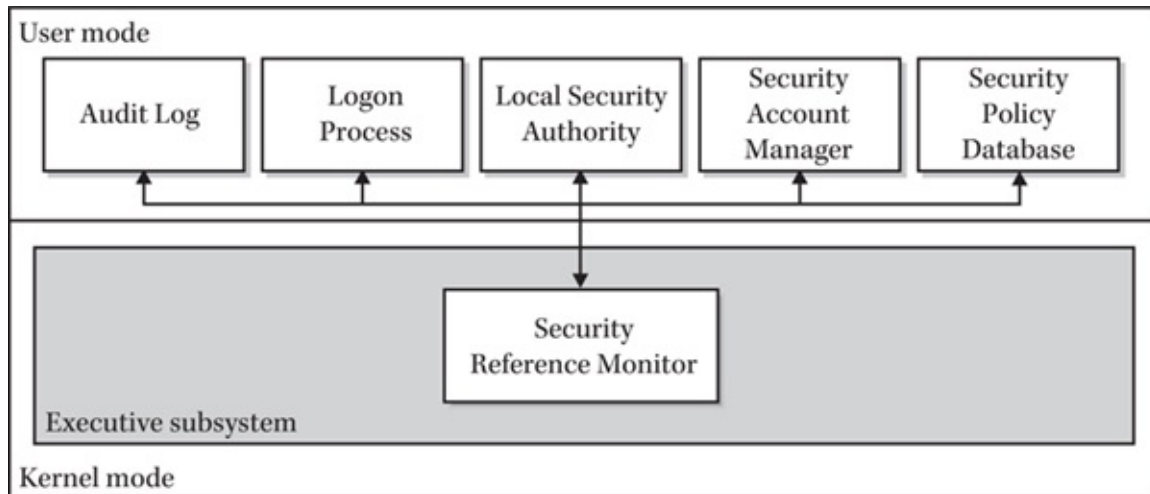 User mode
Audit Log
Logon
Process
Local Security
Authority
Security
Account
Manager
Security
Policy
Database
Security
Reference Monitor
Executive subsystem
Kernel mode